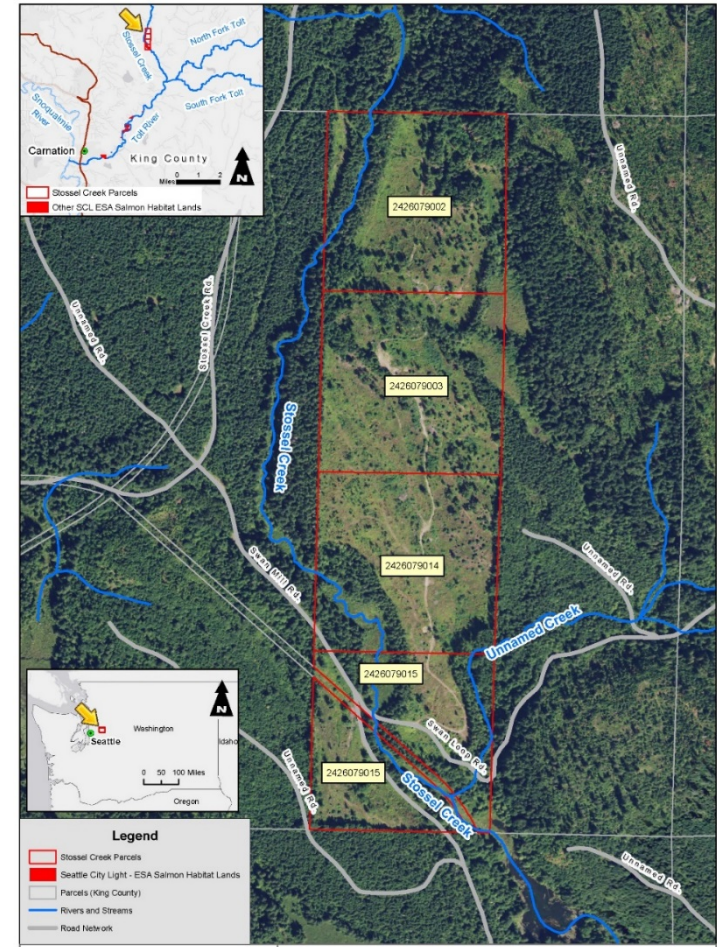 North Fork Tolt
Stossel Creek
South Fork Tolt
Snoqualmie
River
Tolt River
Carnation
King County
Miles
0 1 2
N
Stossel Creek Parcels
Other SCL ESA Salmon Habitat Lands
Unnamed Rd.
2426079002
Unnamed Rd.
Stossel Creek Rd.
2426079003
Stossel Creek
Swan Mill Rd.
2426079014
Unnamed Rd.
Unnamed Creek
2426079015
Swan Loop Rd.
2426079015
Stossel Creek
Unnamed Rd.
Unnamed Rd.
N
Washington
Seattle
Idaho
0 50 100 Miles
Oregon
Legend
Stossel Creek Parcels
Seattle City Light - ESA Salmon Habitat Lands
Parcels (King County)
Rivers and Streams
Road Network